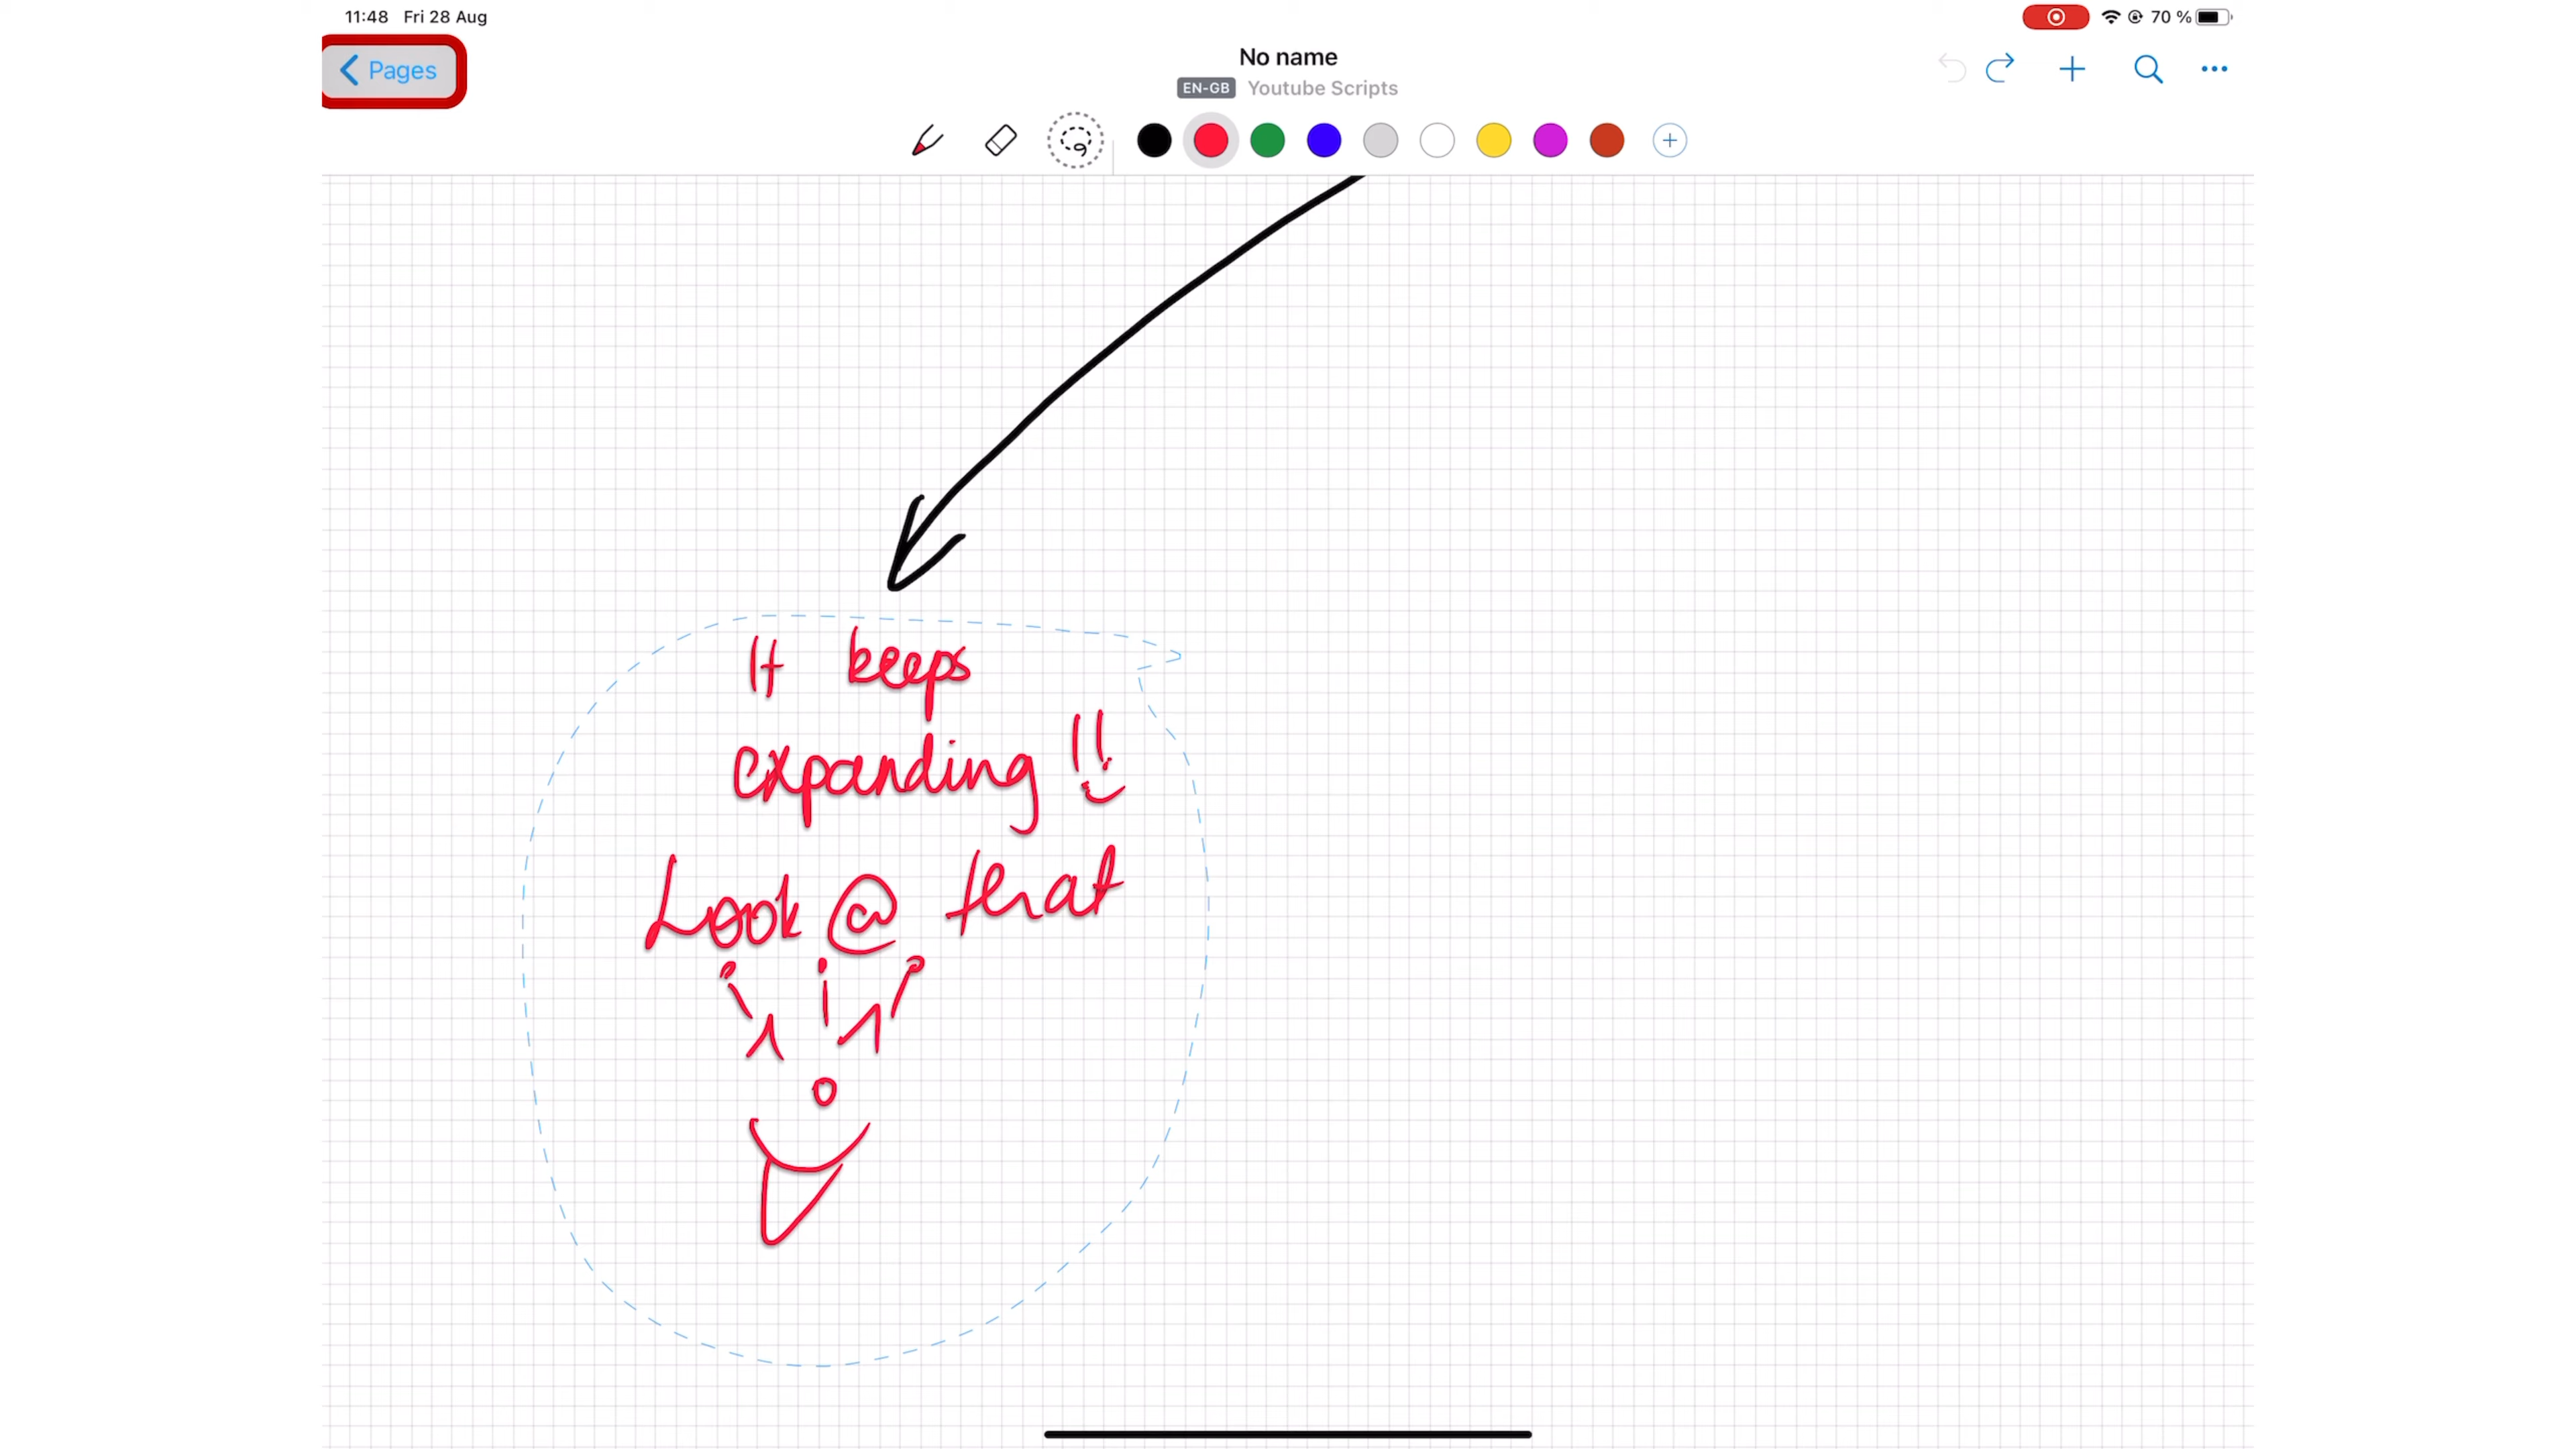 11:48 Fri 28 Aug
70 %
Pages
No name
EN-GB Youtube Scripts
It keeps
expanding !!
Look @ that